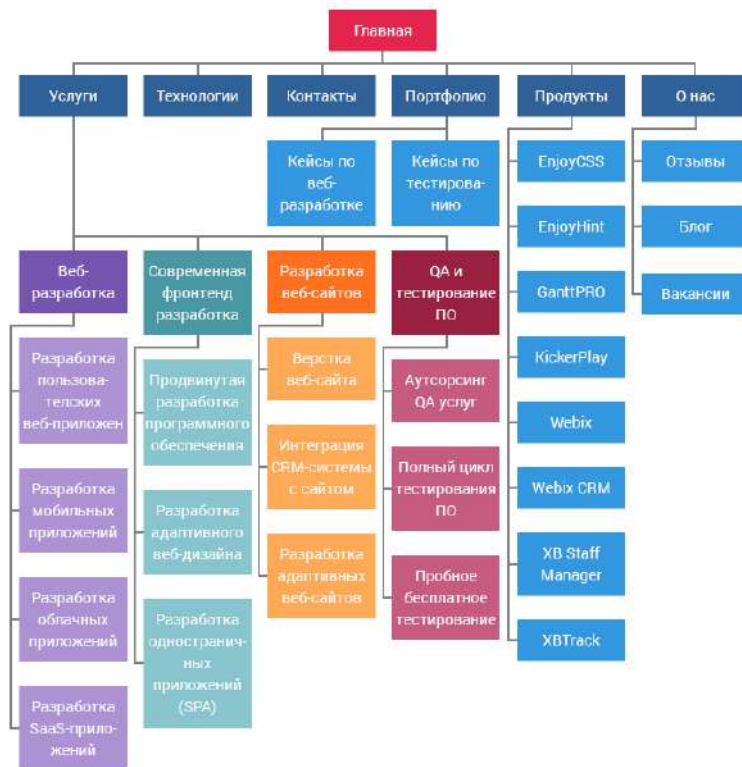 Главная
Услуги
Технологии
Контакты
Портфолио
Продукты
О нас
Кейсы по
веб-
разработке
Кейсы по
тестирова-
нию
EnjoyCSS
EnjoyHint
GanttPRO
KickerPlay
Webix
Webix CRM
XB Staff
Manager
XBTrack
Отзывы
Блог
Вакансии
Веб-
разработка
Разработка
пользова-
телских
веб-приложен
Разработка
мобильных
приложений
Разработка
облачных
приложений
Разработка
SaaS-прило-
жений
Современная
фронтенд
разработка
Продвинутая
разработка
программного
обеспечения
Разработка
адаптивного
веб-дизайна
Разработка
одностранич-
ных
приложений
(SPA)
Разработка
веб-сайтов
Верстка
веб-сайта
Интеграция
CRM-системы
с сайтом
Разработка
адаптивных
веб-сайтов
QA и
тестирование
ПО
Аутсорсинг
QA услуг
Полный цикл
тестирования
ПО
Пробное
бесплатное
тестирование